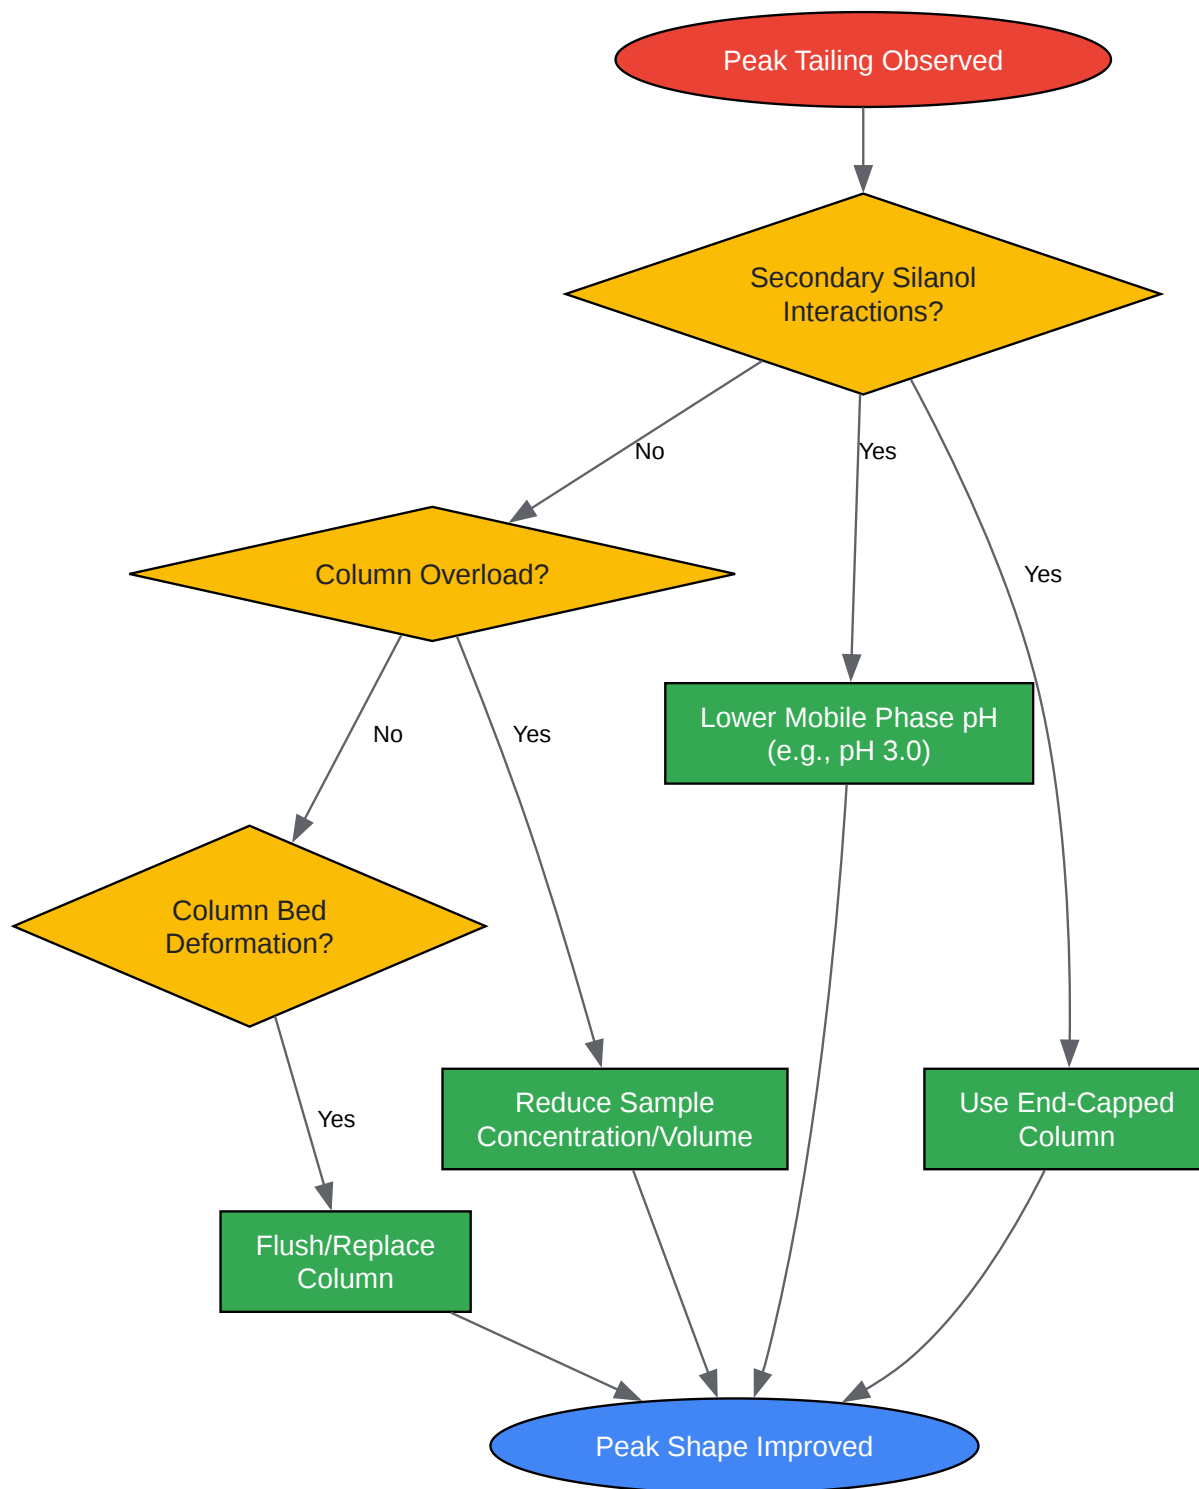 Peak Tailing Observed
Secondary Silanol
Interactions?
No
Yes
Column Overload?
Yes
Lower Mobile Phase pH
(e.g., pH 3.0)
No
Yes
Column Bed
Deformation?
Reduce Sample
Concentration/Volume
Use End-Capped
Column
Yes
Flush/Replace
Column
Peak Shape Improved